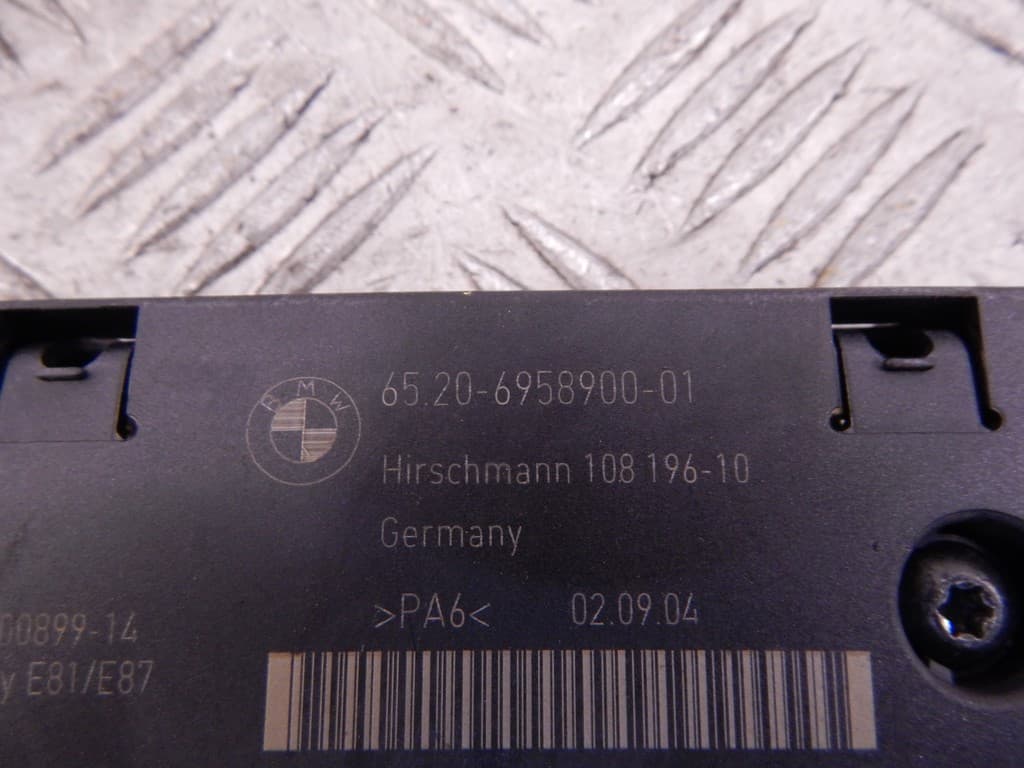 BMW
65.20-6958900-01
Hirschmann 108 196-10
Germany
>PA6< 02.09.04
00899-14
y E81/E87